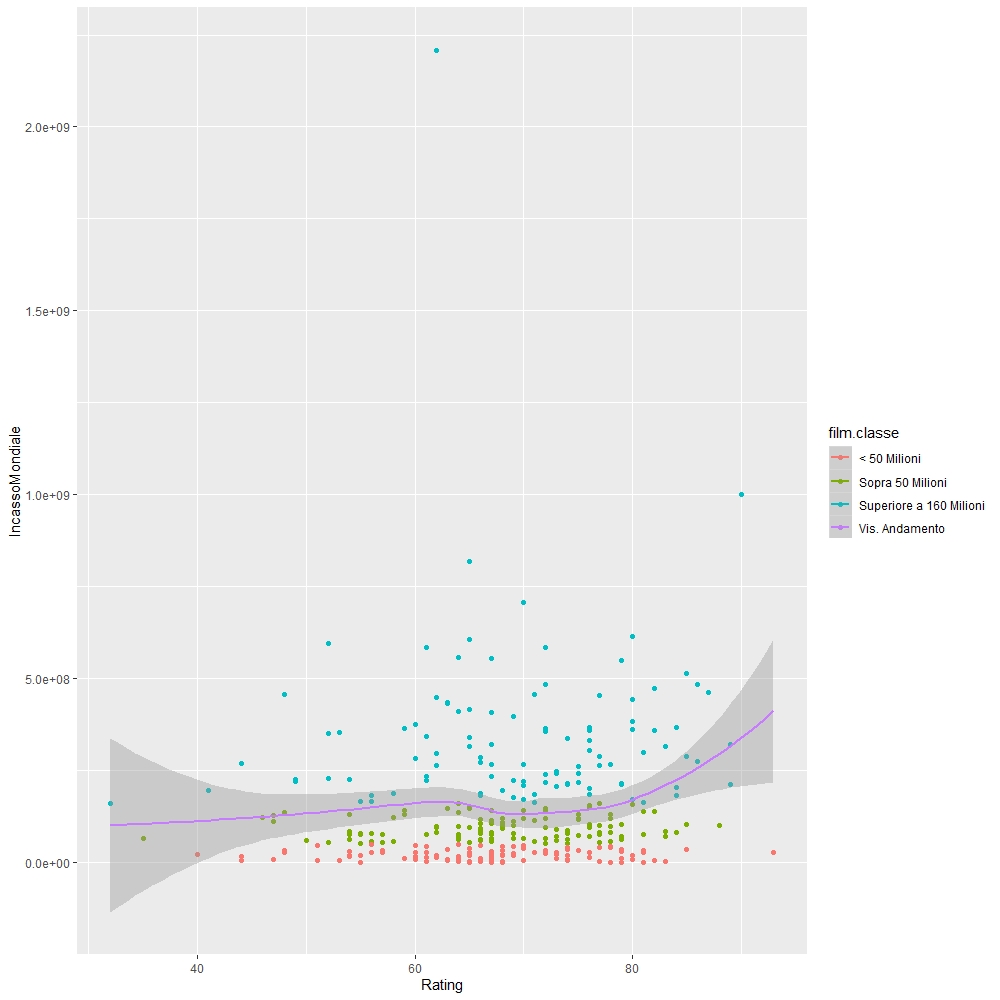 2.0e+09
1.5e+09
1.0e+09
5.0e+08
0.0e+00
IncassoMondiale
40
60
80
Rating
film.classe
< 50 Milioni
Sopra 50 Milioni
Superiore a 160 Milioni
Vis. Andamento